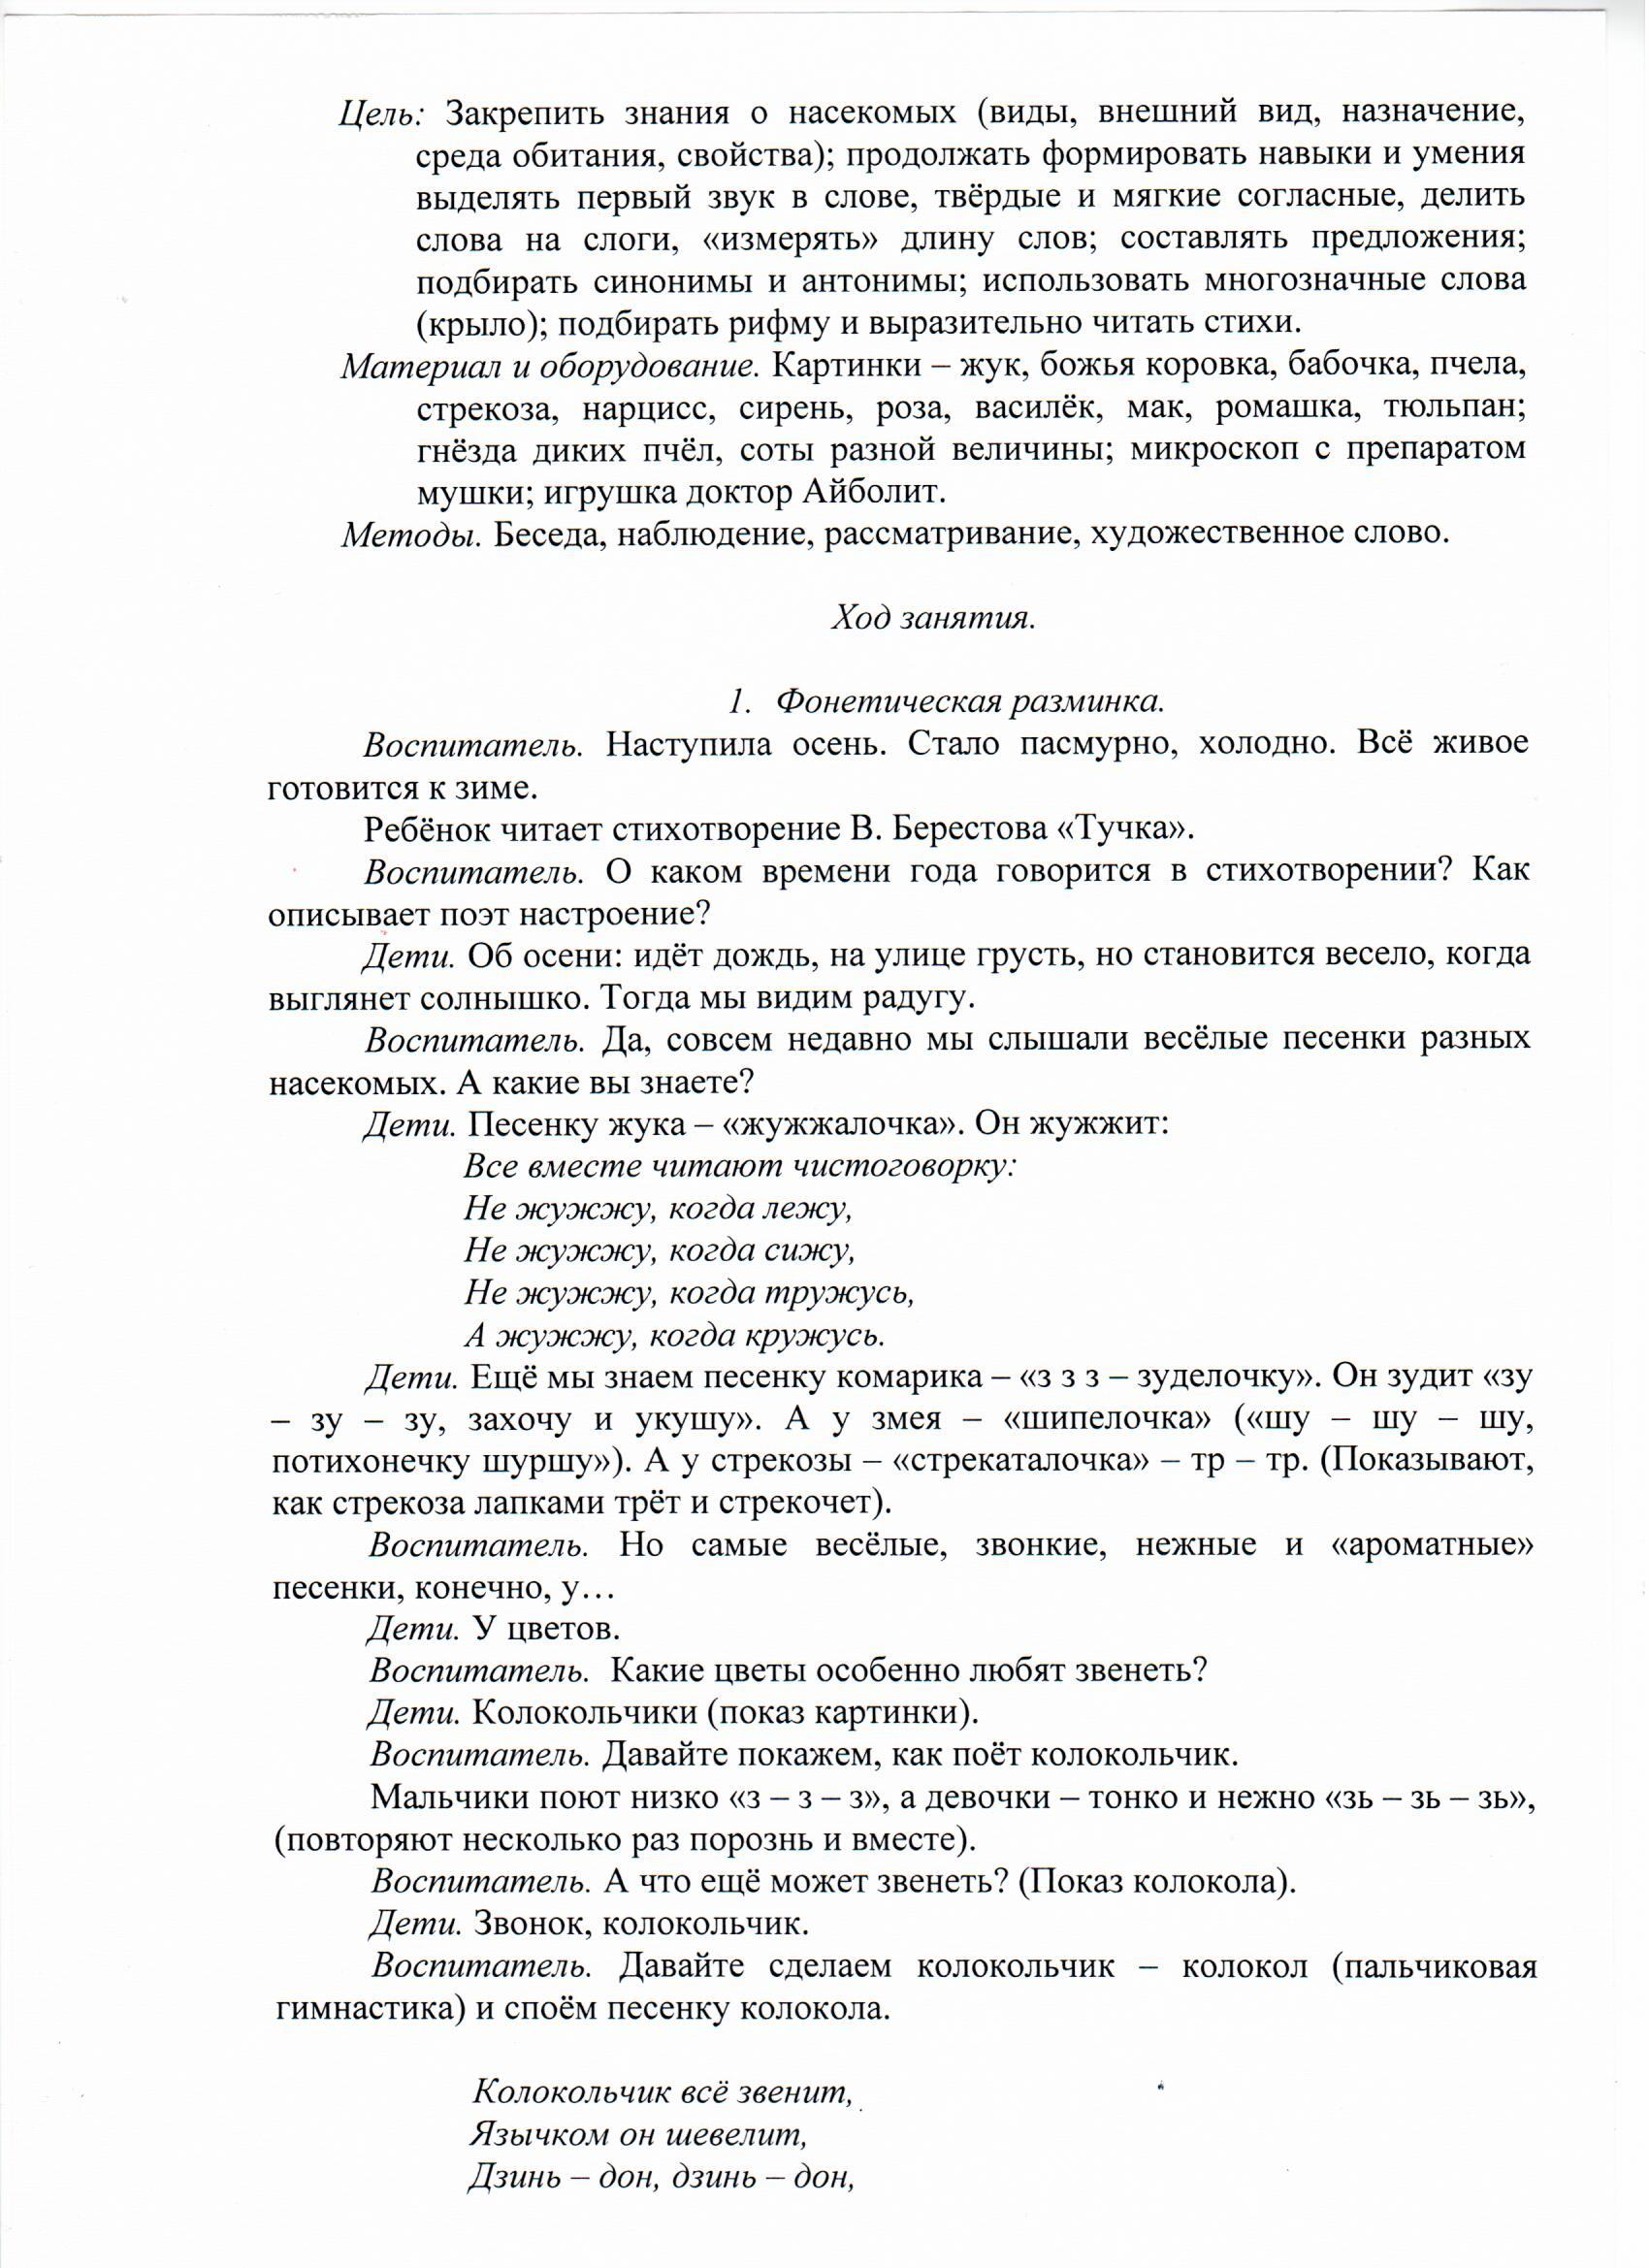 Цель: Закрепить знания о насекомых (виды, внешний вид, назначение,
среда обитания, свойства); продолжать формировать навыки и умения
выделять первый звук в слове, твёрдые и мягкие согласные, делить
слова на слоги, «измерять» длину слов; составлять предложения;
подбирать синонимы и антонимы; использовать многозначные слова
(крыло); подбирать рифму и выразительно читать стихи.
Материал и оборудование. Картинки – жук, божья коровка, бабочка, пчела,
стрекоза, нарцисс, сирень, роза, василёк, мак, ромашка, тюльпан;
гнёзда диких пчёл, соты разной величины; микроскоп с препаратом
мушки; игрушка доктор Айболит.
Методы. Беседа, наблюдение, рассматривание, художественное слово.
Ход занятия.
1. Фонетическая разминка.
Воспитатель. Наступила осень. Стало пасмурно, холодно. Всё живое
готовится к зиме.
Ребёнок читает стихотворение В. Берестова «Тучка».
Воспитатель. О каком времени года говорится в стихотворении? Как
описывает поэт настроение?
Дети. Об осени: идёт дождь, на улице грусть, но становится весело, когда
выглянет солнышко. Тогда мы видим радугу.
Воспитатель. Да, совсем недавно мы слышали весёлые песенки разных
насекомых. А какие вы знаете?
Дети. Песенку жука – «жужжалочка». Он жужжит:
Все вместе читают чистоговорку:
Не жужжу, когда лежу,
Не жужжу, когда сижу,
Не жужжу, когда тружусь,
А жужжу, когда кружусь.
Дети. Ещё мы знаем песенку комарика – «з з з – зуделочку». Он зудит «зу
– зу – зу, захочу и укушу». А у змея – «шипелочка» («шу – шу – шу,
потихонечку шуршу»). А у стрекозы – «стрекаталочка» – тр – тр. (Показывают,
как стрекоза лапками трёт и стрекочет).
Воспитатель. Но самые весёлые, звонкие, нежные и «ароматные»
песенки, конечно, у…
Дети. У цветов.
Воспитатель. Какие цветы особенно любят звенеть?
Дети. Колокольчики (показ картинки).
Воспитатель. Давайте покажем, как поёт колокольчик.
Мальчики поют низко «з – з – з», а девочки – тонко и нежно «зь – зь – зь»,
(повторяют несколько раз порознь и вместе).
Воспитатель. А что ещё может звенеть? (Показ колокола).
Дети. Звонок, колокольчик.
Воспитатель. Давайте сделаем колокольчик – колокол (пальчиковая
гимнастика) и споём песенку колокола.
Колокольчик всё звенит,
Язычком он шевелит,
Дзинь – дон, дзинь – дон,